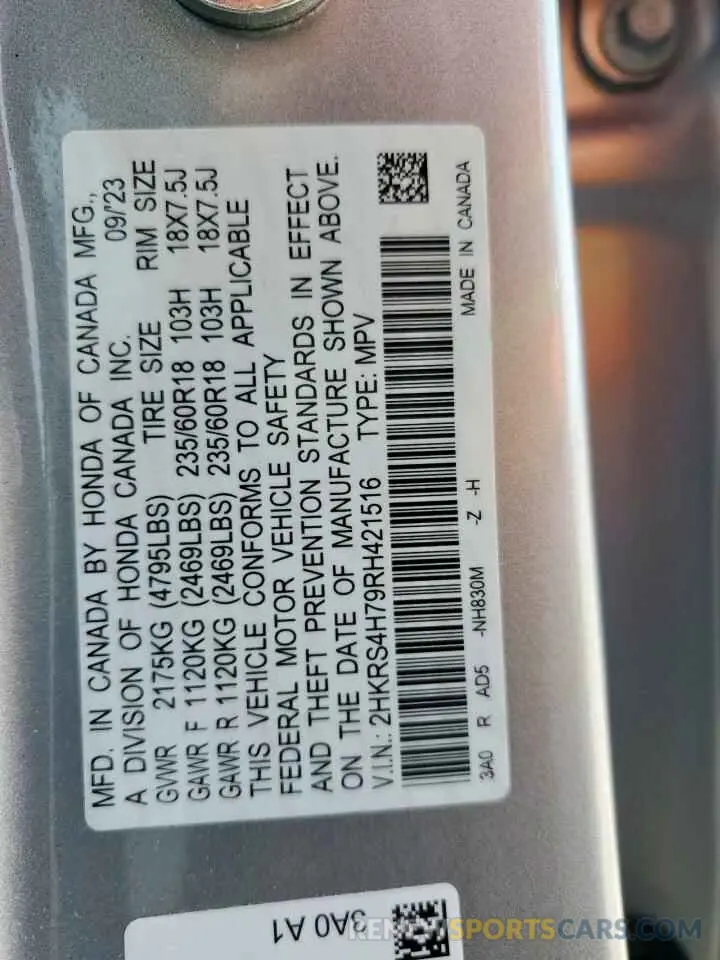 MFD. IN CANADA BY HONDA OF CANADA MFG.,
A DIVISION OF HONDA CANADA INC. 09/'23
GVWR 2175KG (4795LBS) TIRE SIZE RIM SIZE
GAWR F 1120KG (2469LBS) 235/60R18 103H 18X7.5J
GAWR R 1120KG (2469LBS) 235/60R18 103H 18X7.5J
THIS VEHICLE CONFORMS TO ALL APPLICABLE
FEDERAL MOTOR VEHICLE SAFETY
AND THEFT PREVENTION STANDARDS IN EFFECT
ON THE DATE OF MANUFACTURE SHOWN ABOVE.
V.I.N.: 2HKRS4H79RH421516 TYPE: MPV
MADE IN CANADA
3A0 R AD5 -NH830M -Z -H
3A0 A1
SPORTSCARS.COM